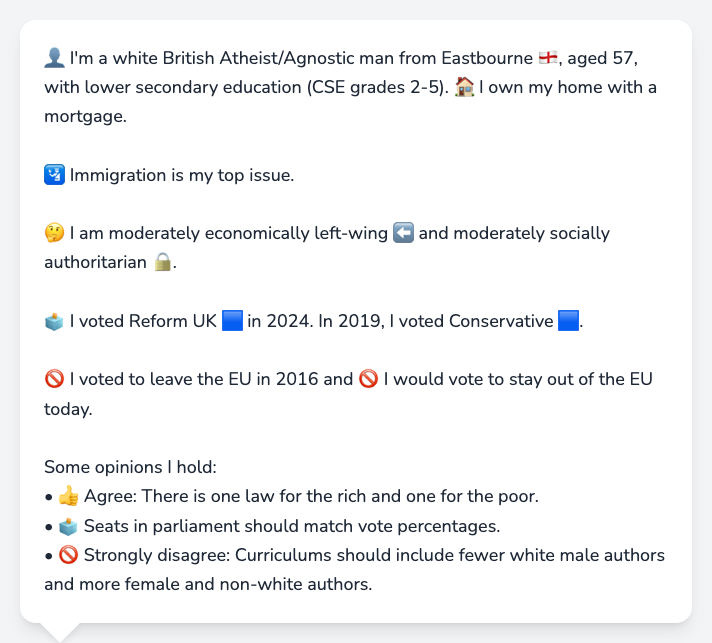 👤 I'm a white British Atheist/Agnostic man from Eastbourne 🏴󠁧󠁢󠁥󠁮󠁧󠁿, aged 57,
with lower secondary education (CSE grades 2-5). 🏠 I own my home with a
mortgage.
🛂 Immigration is my top issue.
🤔 I am moderately economically left-wing ⬅️ and moderately socially
authoritarian 🔒.
🗳️ I voted Reform UK 🟦 in 2024. In 2019, I voted Conservative 🟦.
🚫 I voted to leave the EU in 2016 and 🚫 I would vote to stay out of the EU
today.
Some opinions I hold:
• 👍 Agree: There is one law for the rich and one for the poor.
• 🗳️ Seats in parliament should match vote percentages.
• 🚫 Strongly disagree: Curriculums should include fewer white male authors
and more female and non-white authors.